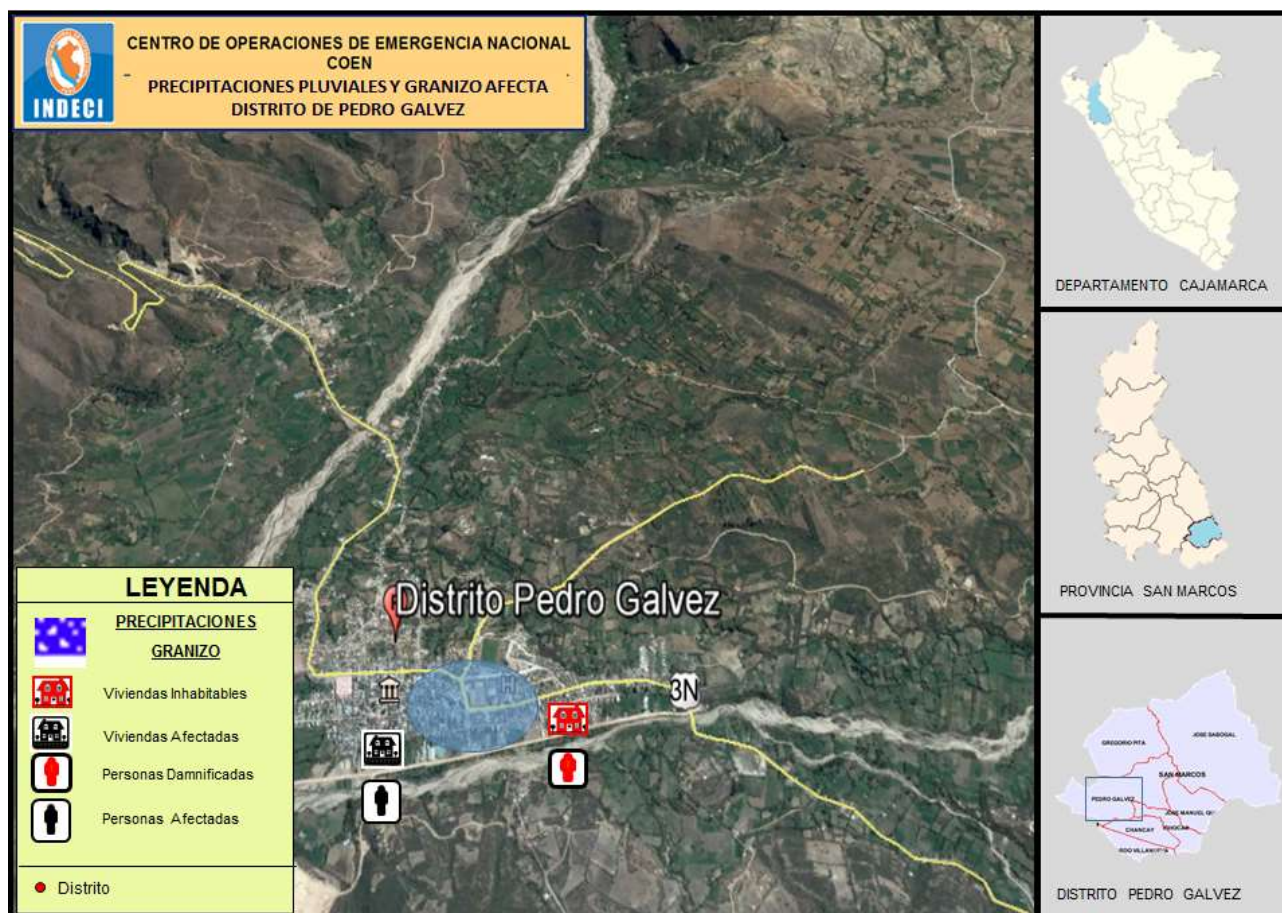 INDECI
CENTRO DE OPERACIONES DE EMERGENCIA NACIONAL
COEN
PRECIPITACIONES PLUVIALES Y GRANIZO AFECTA
DISTRITO DE PEDRO GALVEZ
Distrito Pedro Galvez
3N
LEYENDA
PRECIPITACIONES
GRANIZO
Viviendas Inhabitables
Viviendas Afectadas
Personas Damnificadas
Personas Afectadas
Distrito
DEPARTAMENTO CAJAMARCA
PROVINCIA SAN MARCOS
GREGORIO PITA
JOSE SABOGAL
SAN MARCOS
PEDRO GALVEZ
JOSE MANUEL
CHANCAY
DISTRITO PEDRO GALVEZ